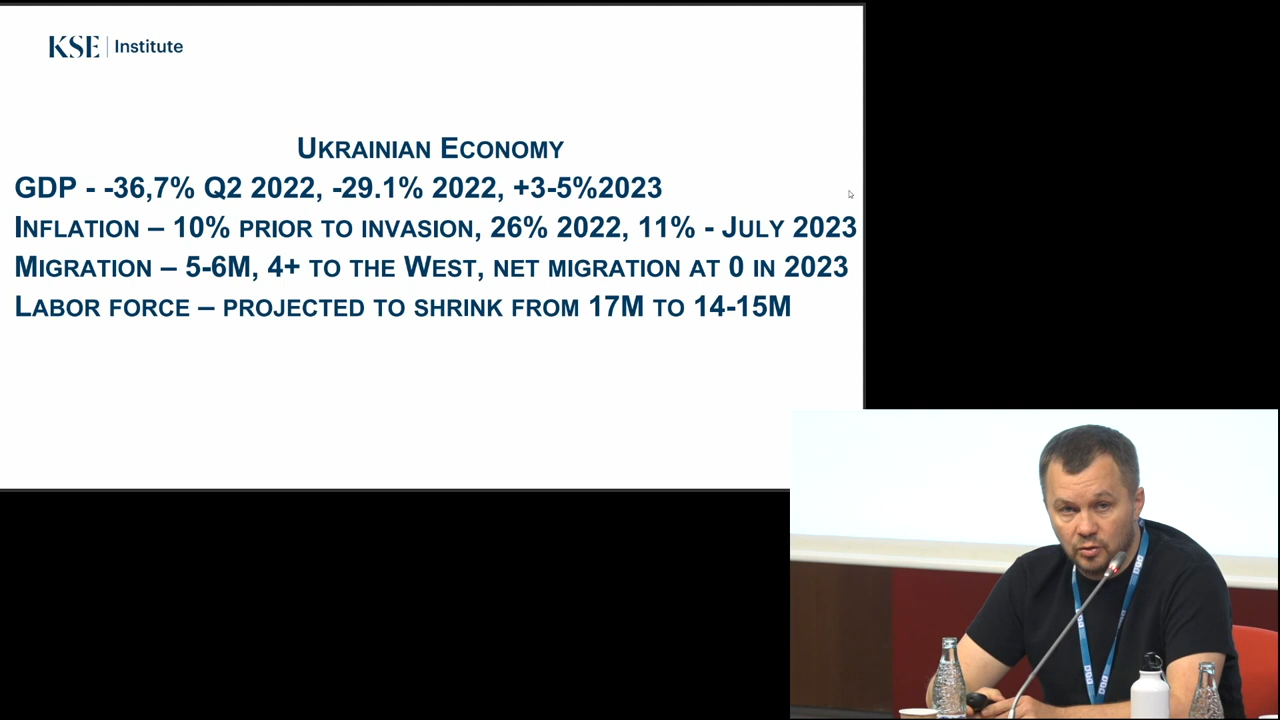 KSE | Institute
UKRAINIAN ECONOMY
GDP - -36,7% Q2 2022, -29.1% 2022, +3-5%2023
INFLATION – 10% PRIOR TO INVASION, 26% 2022, 11% - JULY 2023
MIGRATION – 5-6M, 4+ TO THE WEST, NET MIGRATION AT 0 IN 2023
LABOR FORCE – PROJECTED TO SHRINK FROM 17M TO 14-15M